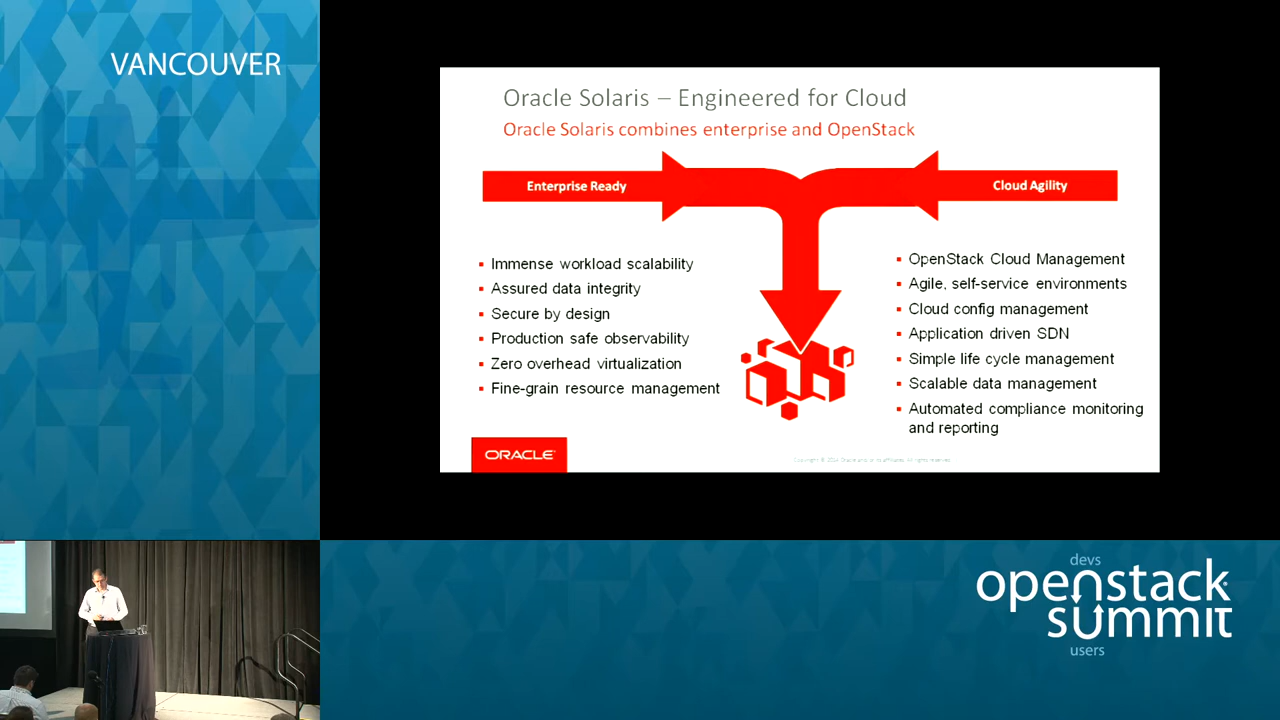 VANCOUVER
Oracle Solaris – Engineered for Cloud
Oracle Solaris combines enterprise and OpenStack
Enterprise Ready
Cloud Agility
Immense workload scalability
Assured data integrity
Secure by design
Production safe observability
Zero overhead virtualization
Fine-grain resource management
OpenStack Cloud Management
Agile, self-service environments
Cloud config management
Application driven SDN
Simple life cycle management
Scalable data management
Automated compliance monitoring
and reporting
ORACLE
devs
openstack
summit
users